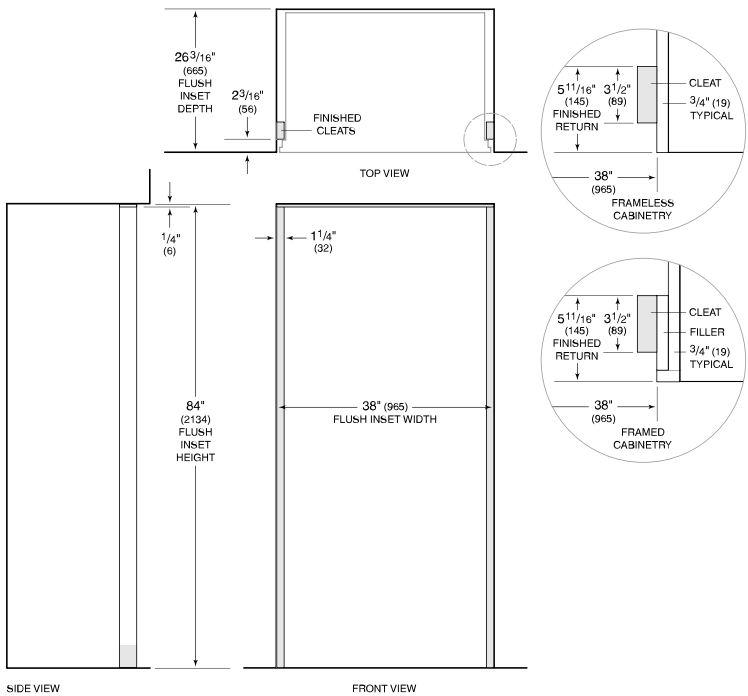 26 3/16"
(665)
FLUSH
INSET
DEPTH
2 3/16"
(56)
FINISHED
CLEATS
TOP VIEW
5 11/16"
(145)
FINISHED
RETURN
3 1/2"
(89)
CLEAT
3/4" (19)
TYPICAL
38"
(965)
FRAMELESS
CABINETRY
1/4"
(6)
1 1/4"
(32)
5 11/16"
(145)
FINISHED
RETURN
3 1/2"
(89)
CLEAT
FILLER
3/4" (19)
TYPICAL
38"
(965)
FRAMED
CABINETRY
84"
(2134)
FLUSH
INSET
HEIGHT
38" (965)
FLUSH INSET WIDTH
SIDE VIEW
FRONT VIEW